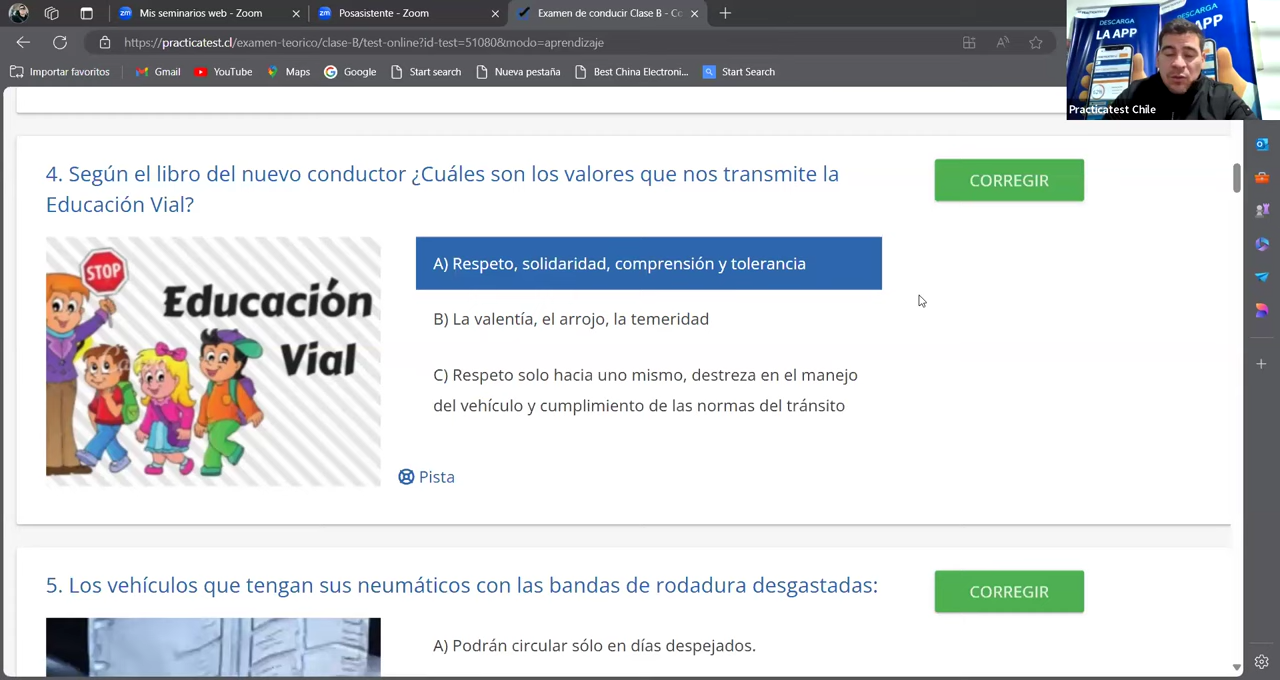 Mis seminarios web - Zoom
Posasistente - Zoom
Examen de conducir Clase B - Co
https://practicatest.cl/examen-teorico/clase-B/test-online?id-test=51080&modo=aprendizaje
Importar favoritos
Gmail
YouTube
Maps
Google
Start search
Nueva pestaña
Best China Electroni...
Start Search
DESCARGA
LA APP
DESCARGA
APP
Practicatest Chile
4. Según el libro del nuevo conductor ¿Cuáles son los valores que nos transmite la
Educación Vial?
CORREGIR
STOP
Educación
Vial
A) Respeto, solidaridad, comprensión y tolerancia
B) La valentía, el arrojo, la temeridad
C) Respeto solo hacia uno mismo, destreza en el manejo
del vehículo y cumplimiento de las normas del tránsito
Pista
5. Los vehículos que tengan sus neumáticos con las bandas de rodadura desgastadas:
CORREGIR
A) Podrán circular sólo en días despejados.